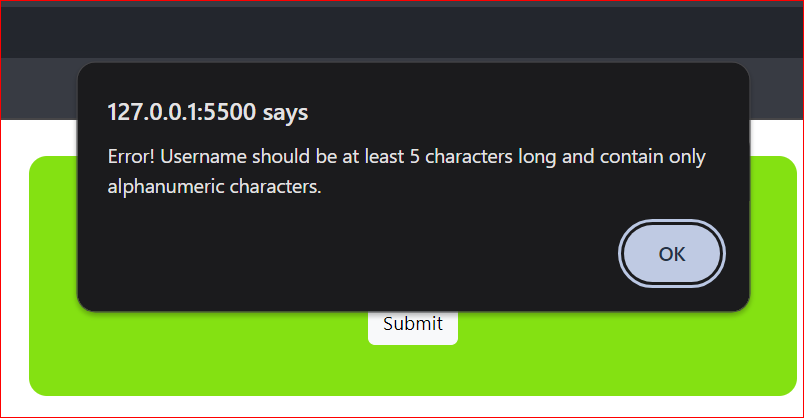 127.0.0.1:5500 says
Error! Username should be at least 5 characters long and contain only
alphanumeric characters.
OK
Submit